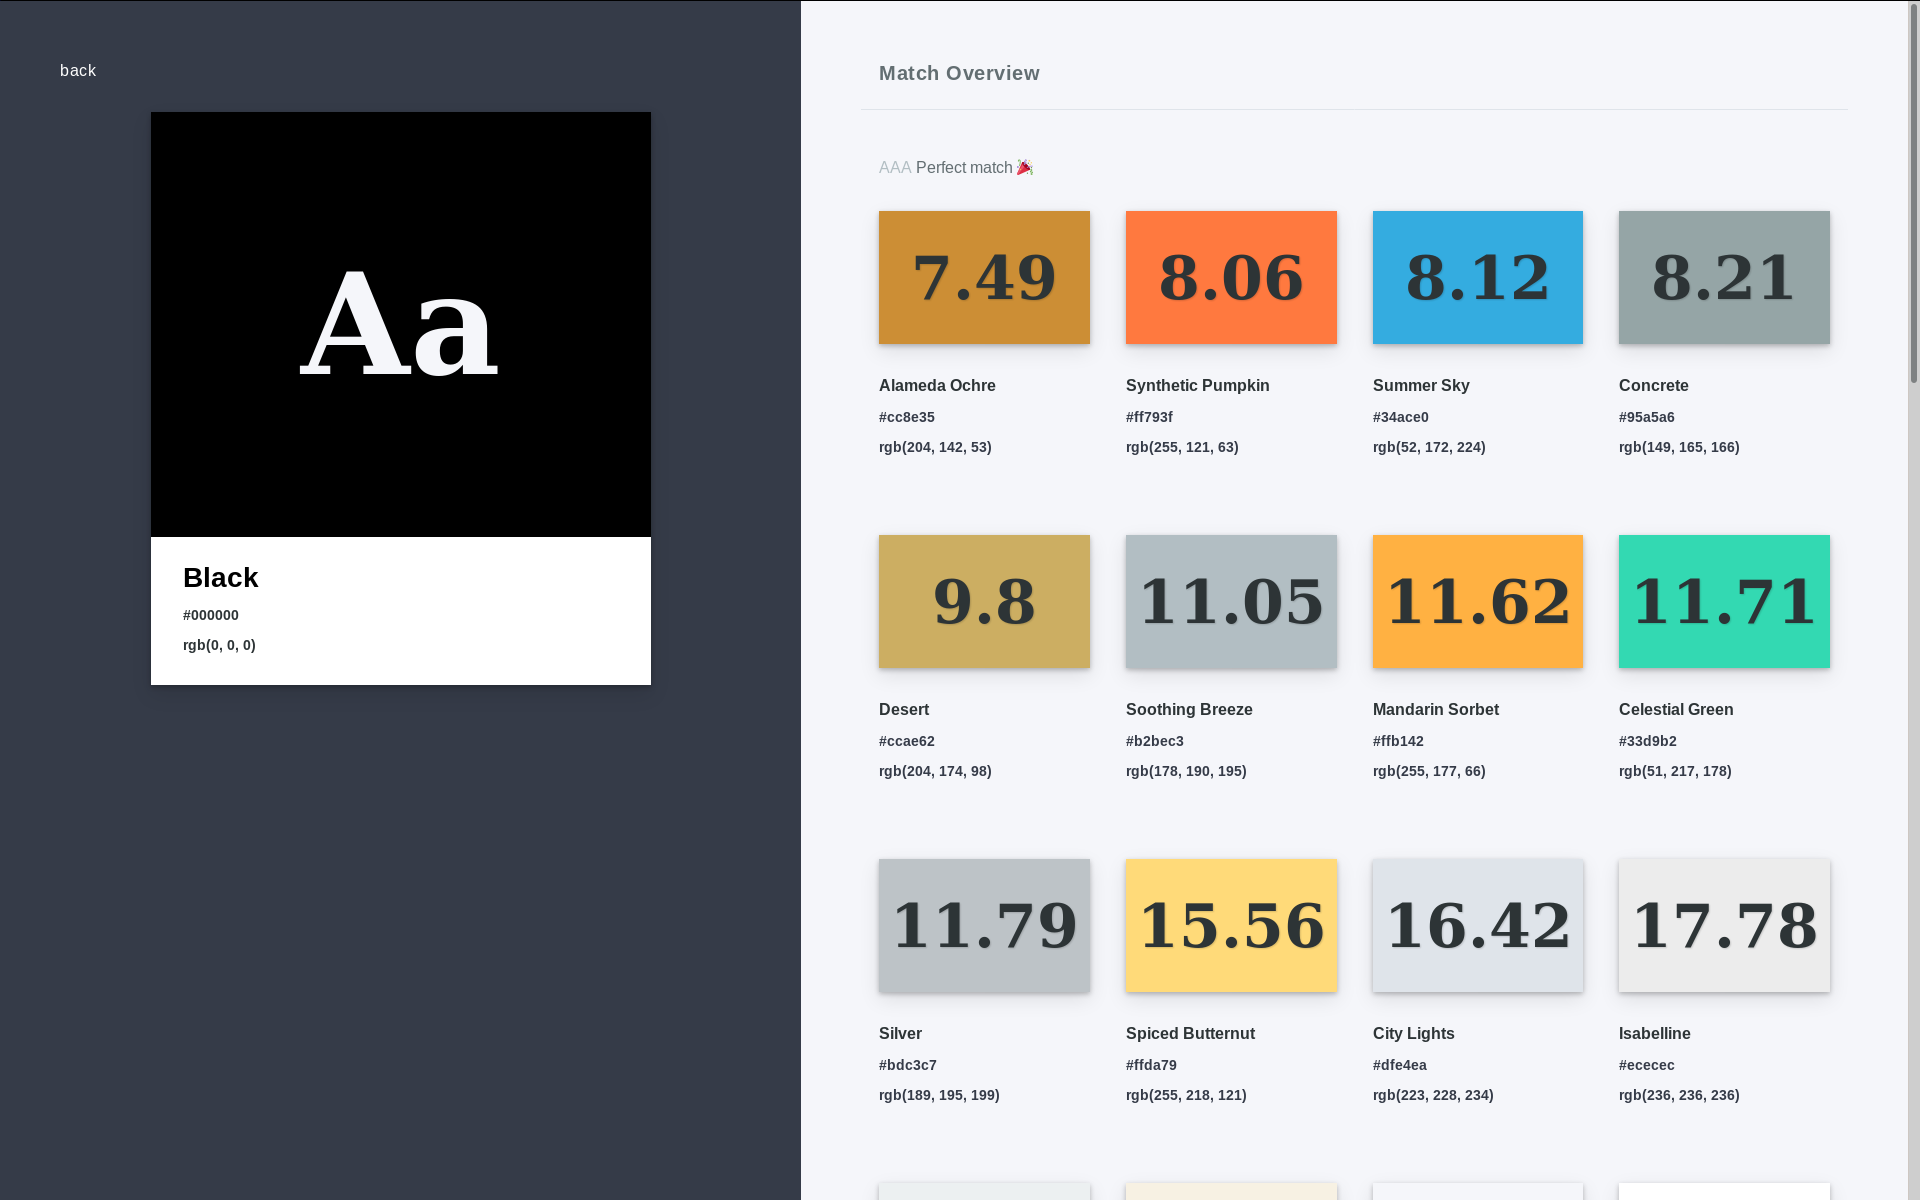 back
Aa
Black
#000000
rgb(0, 0, 0)
Match Overview
AAA Perfect match
7.49
8.06
8.12
8.21
Alameda Ochre
Synthetic Pumpkin
Summer Sky
Concrete
#cc8e35
#ff793f
#34ace0
#95a5a6
rgb(204, 142, 53)
rgb(255, 121, 63)
rgb(52, 172, 224)
rgb(149, 165, 166)
9.8
11.05
11.62
11.71
Desert
Soothing Breeze
Mandarin Sorbet
Celestial Green
#ccae62
#b2bec3
#ffb142
#33d9b2
rgb(204, 174, 98)
rgb(178, 190, 195)
rgb(255, 177, 66)
rgb(51, 217, 178)
11.79
15.56
16.42
17.78
Silver
Spiced Butternut
City Lights
Isabelline
#bdc3c7
#ffda79
#dfe4ea
#ececec
rgb(189, 195, 199)
rgb(255, 218, 121)
rgb(223, 228, 234)
rgb(236, 236, 236)